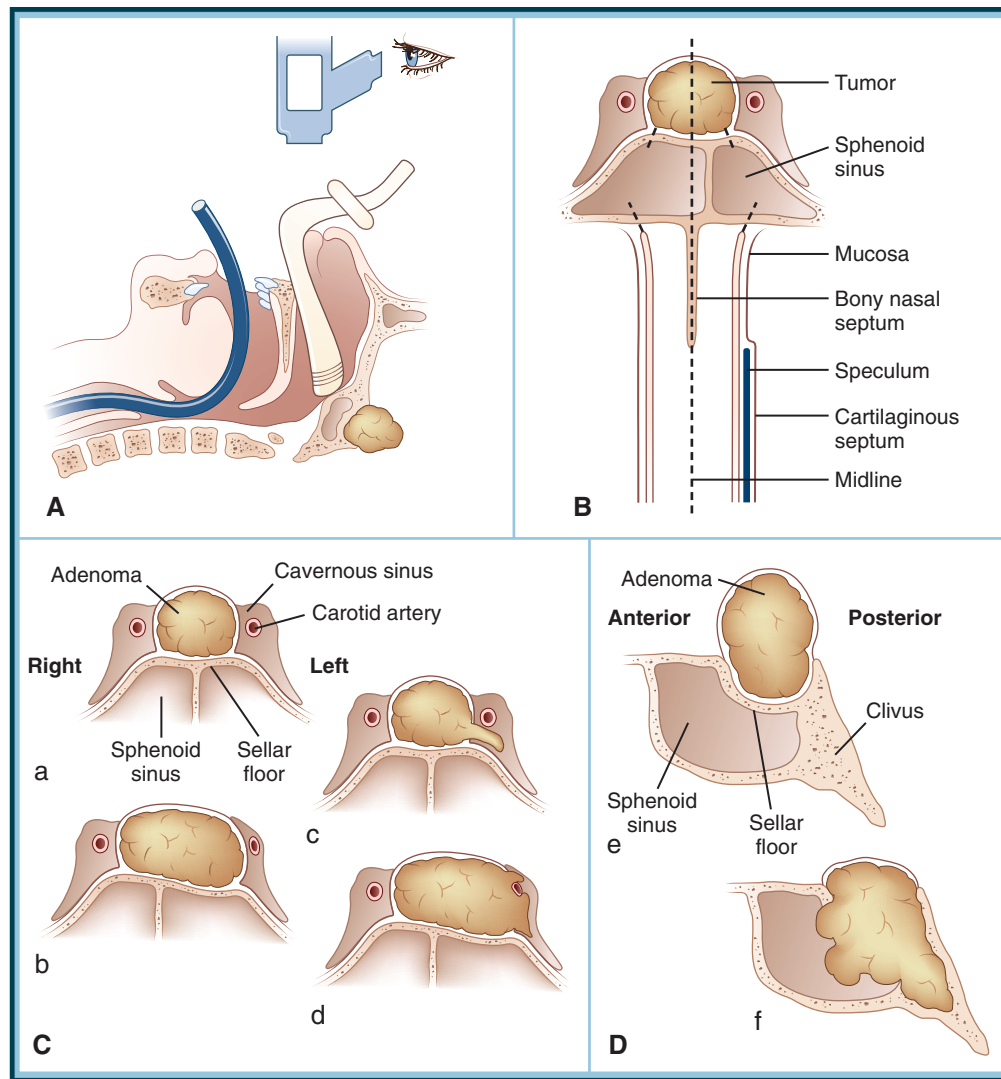 A
Tumor
Sphenoid
sinus
Mucosa
Bony nasal
septum
Speculum
Cartilaginous
septum
Midline
B
Adenoma
Cavernous sinus
Carotid artery
Right
Left
Sphenoid
sinus
Sellar
floor
a
b
c
d
C
Adenoma
Anterior
Posterior
Clivus
Sphenoid
sinus
Sellar
floor
e
f
D